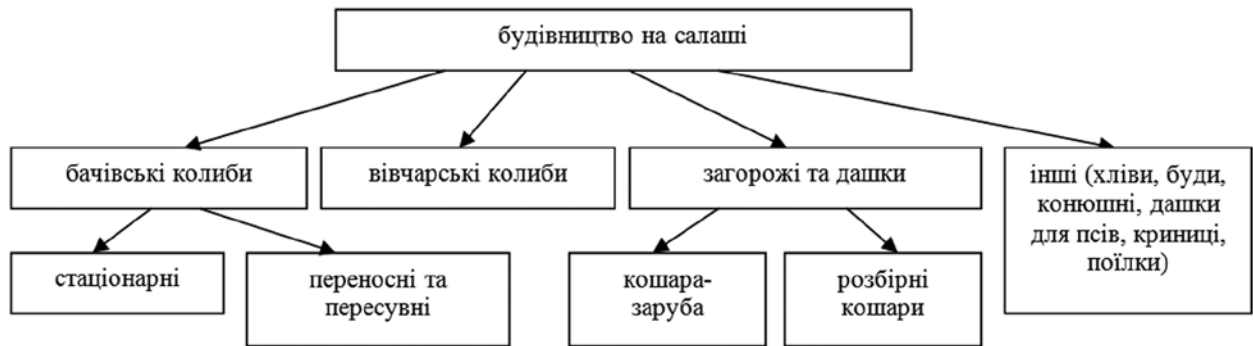 будівництво на салаші
бачівські колиби
вівчарські колиби
загорожі та дашки
інші (хліви, буди,
конюшні, дашки
для псів, криниці,
поїлки)
стаціонарні
переносні та
пересувні
кошара-
заруба
розбірні
кошари